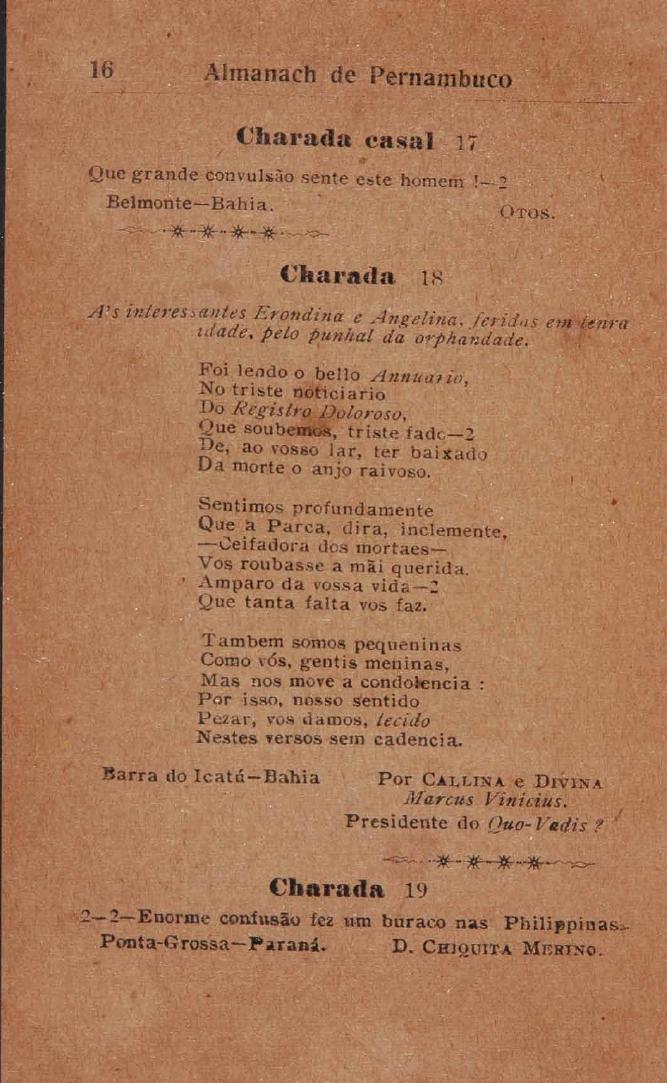 16 Almanach de Pernambuco
Charada casal 17
Que grande convulsão sente este homem !—2
Belmonte—Bahia. OTOS.
Charada 18
A's interessantes Erondina e Angelina, feridas em tenra
idade, pelo punhal da orphandade.
Foi lendo o bello Annuario,
No triste noticiario
Do Registro Doloroso,
Que soubemos, triste fado—2
De, ao vosso lar, ter baixado
Da morte o anjo raivoso.
Sentimos profundamente
Que a Parca, dira, inclemente,
—Ceifadora dos mortaes—
Vos roubasse a mãi querida.
Amparo da vossa vida—2
Que tanta falta vos faz.
Tambem somos pequeninas
Como vós, gentis meninas,
Mas nos move a condolencia :
Por isso, nosso sentido
Pezar, vos damos, tecido
Nestes versos sem cadencia.
Barra do Icatú—Bahia Por CALLINA e DIVINA
Marcus Vinicius.
Presidente do Quo-Vadis ?
Charada 19
2—2—Enorme confusão fez um buraco nas Philippinas.
Ponta-Grossa—Paraná. D. CHIQUITA MERINO.